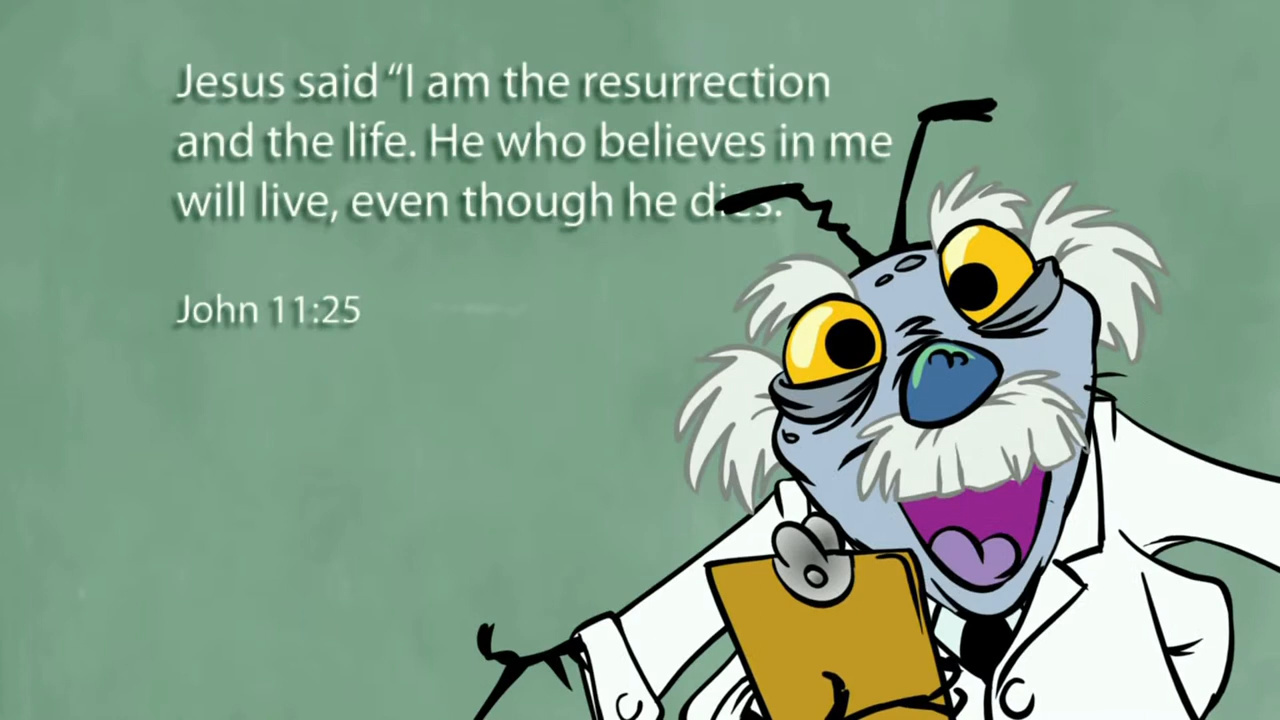 Jesus said “I am the resurrection
and the life. He who believes in me
will live, even though he dies.”
John 11:25